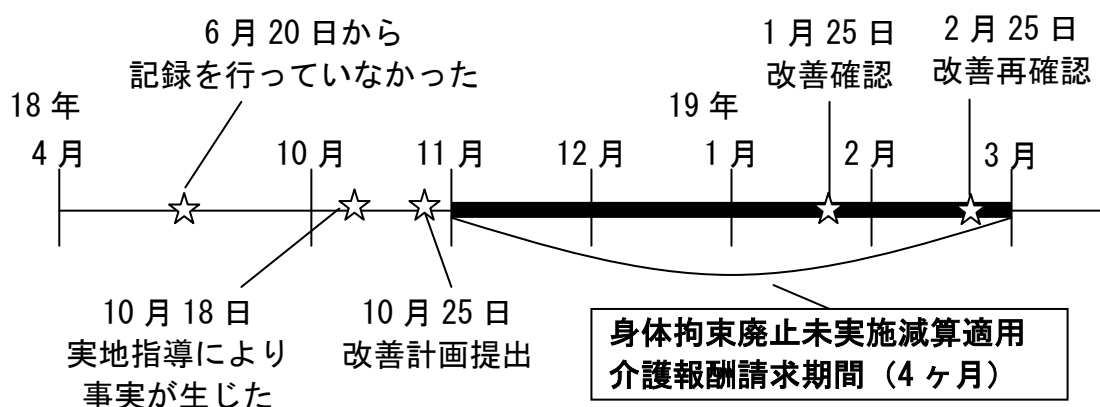 6月20日から
記録を行っていなかった
1月25日
改善確認
2月25日
改善再確認
18年
4月
10月
11月
12月
19年
1月
2月
3月
10月18日
実地指導により
事実が生じた
10月25日
改善計画提出
身体拘束廃止未実施減算適用
介護報酬請求期間（4ヶ月）